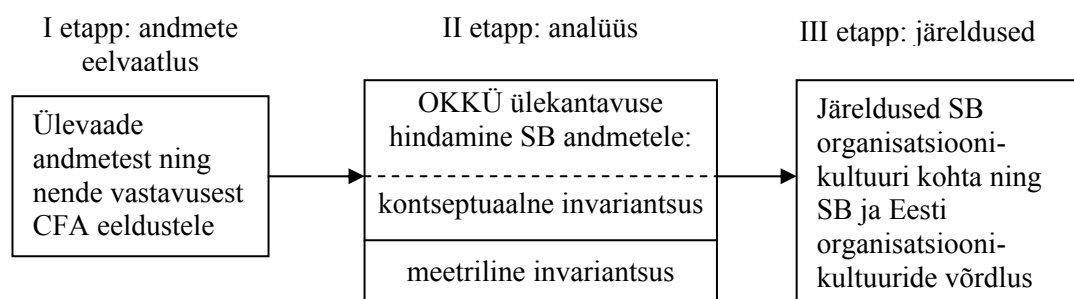 I etapp: andmete
eelvaatlus
II etapp: analüüs
III etapp: järeldused
Ülevaade
andmetest ning
nende vastavusest
CFA eeldustele
OKKÜ ülekantavuse
hindamine SB andmetele:
kontseptuaalne invariantsus
meetriline invariantsus
Järeldused SB
organisatsiooni-
kultuuri kohta ning
SB ja Eesti
organisatsiooni-
kultuuride võrdlus